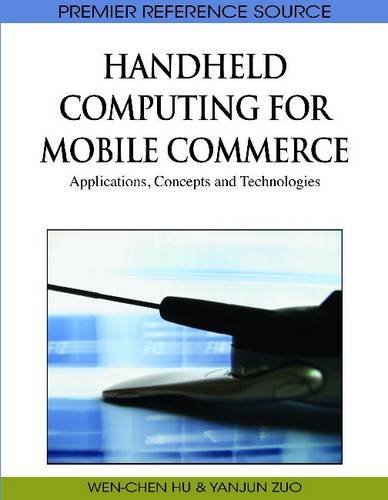 PREMIER REFERENCE SOURCE
HANDHELD
COMPUTING FOR
MOBILE COMMERCE
Applications, Concepts and Technologies
WEN-CHEN HU & YANJUN ZUO